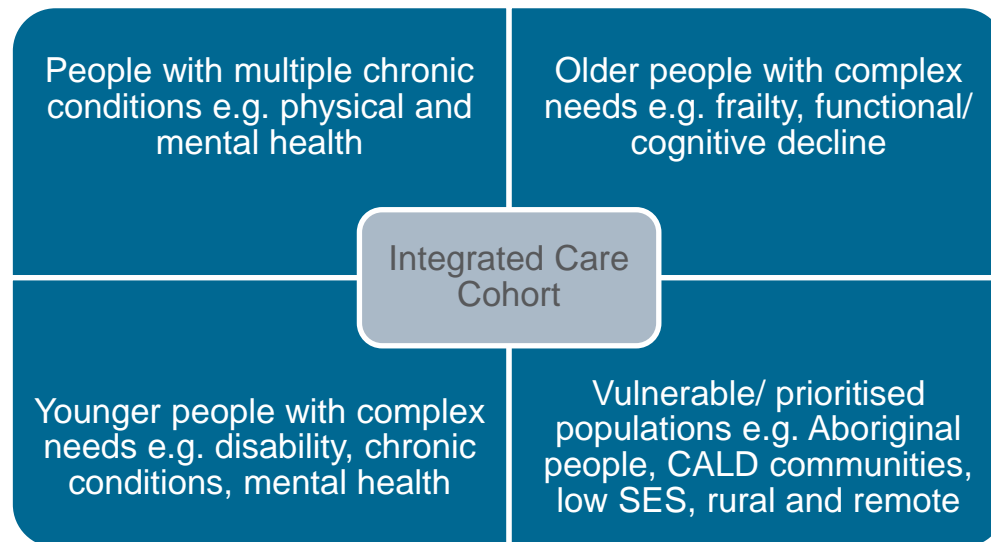 People with multiple chronic
conditions e.g. physical and
mental health
Older people with complex
needs e.g. frailty, functional/
cognitive decline
Integrated Care
Cohort
Younger people with complex
needs e.g. disability, chronic
conditions, mental health
Vulnerable/ prioritised
populations e.g. Aboriginal
people, CALD communities,
low SES, rural and remote